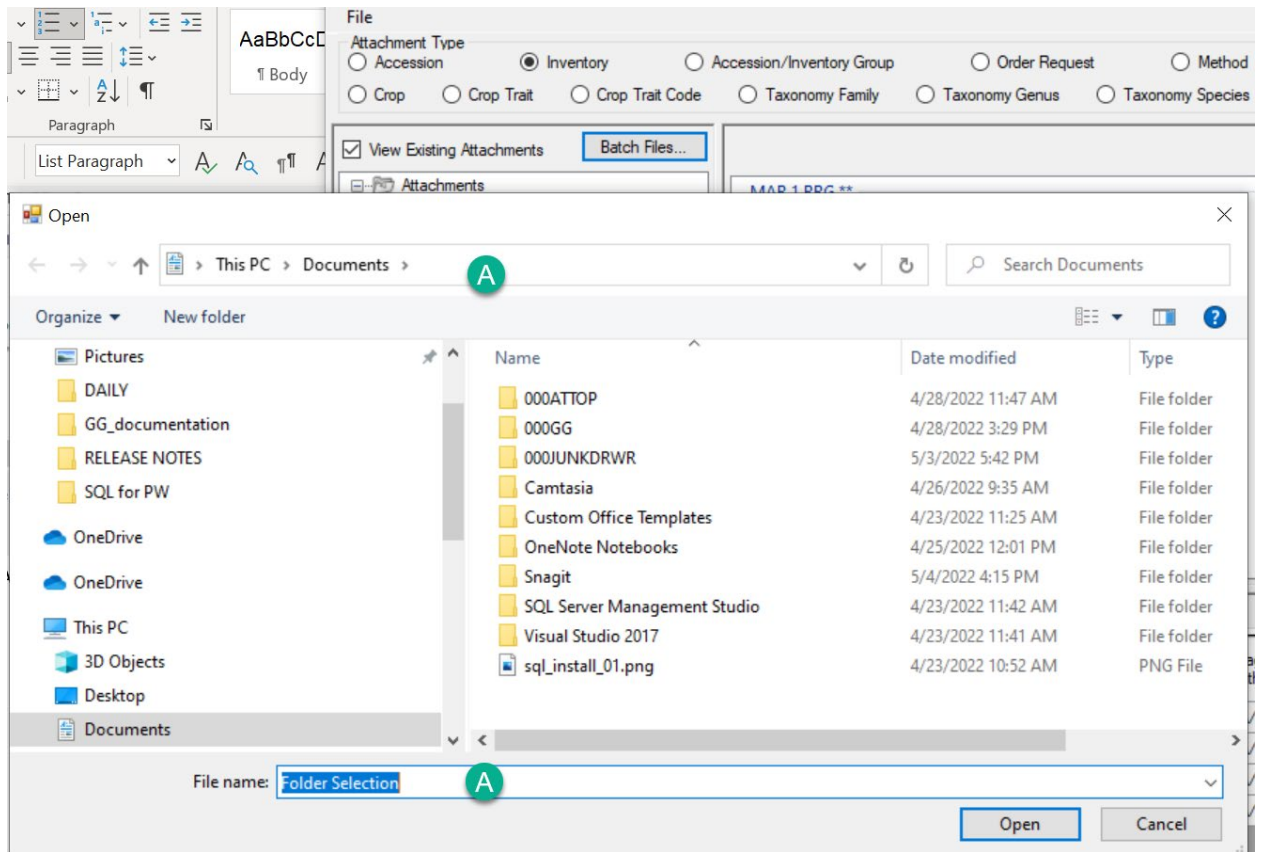 File
AaBbCcD
Attachment Type
Accession Inventory Accession/Inventory Group Order Request Method
¶ Body
Crop Crop Trait Crop Trait Code Taxonomy Family Taxonomy Genus Taxonomy Species
Paragraph
View Existing Attachments Batch Files...
List Paragraph
Attachments
MAR 1 PRG **
Open
This PC > Documents >
A
Search Documents
Organize New folder
Pictures
Name Date modified Type
DAILY
000ATTOP 4/28/2022 11:47 AM File folder
GG_documentation
000GG 4/28/2022 3:29 PM File folder
RELEASE NOTES
000JUNKDRWR 5/3/2022 5:42 PM File folder
SQL for PW
Camtasia 4/26/2022 9:35 AM File folder
Custom Office Templates 4/23/2022 11:25 AM File folder
OneDrive
OneNote Notebooks 4/25/2022 12:01 PM File folder
OneDrive
Snagit 5/4/2022 4:15 PM File folder
SQL Server Management Studio 4/23/2022 11:42 AM File folder
This PC
Visual Studio 2017 4/23/2022 11:41 AM File folder
3D Objects
sql_install_01.png 4/23/2022 10:52 AM PNG File
Desktop
Documents
File name: Folder Selection
A
Open Cancel